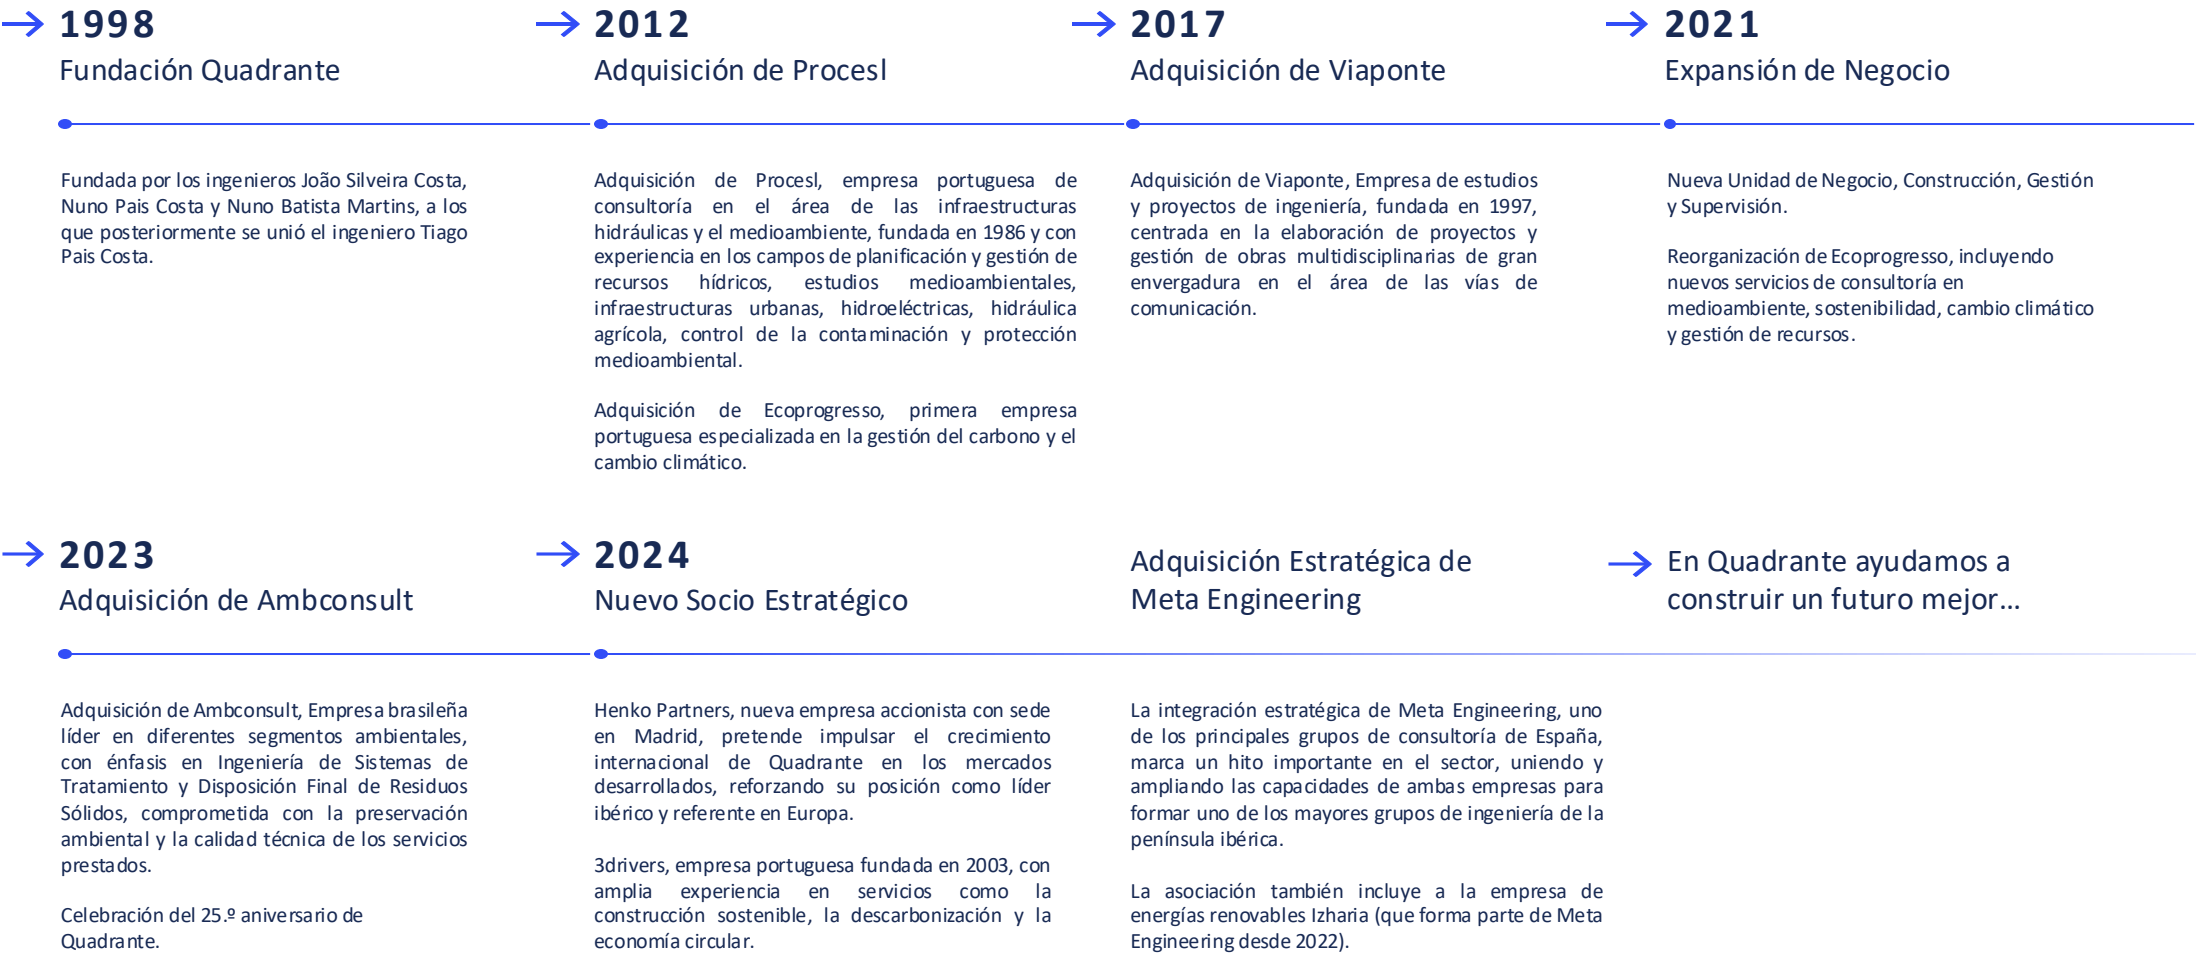 1998
Fundación Quadrante
Fundada por los ingenieros João Silveira Costa,
Nuno Pais Costa y Nuno Batista Martins, a los
que posteriormente se unió el ingeniero Tiago
Pais Costa.
2012
Adquisición de Procesl
Adquisición de Procesl, empresa portuguesa de
consultoría en el área de las infraestructuras
hidráulicas y el medioambiente, fundada en 1986 y con
experiencia en los campos de planificación y gestión de
recursos hídricos, estudios medioambientales,
infraestructuras urbanas, hidroeléctricas, hidráulica
agrícola, control de la contaminación y protección
medioambiental.
Adquisición de Ecoprogresso, primera empresa
portuguesa especializada en la gestión del carbono y el
cambio climático.
2017
Adquisición de Viaponte
Adquisición de Viaponte, Empresa de estudios
y proyectos de ingeniería, fundada en 1997,
centrada en la elaboración de proyectos y
gestión de obras multidisciplinarias de gran
envergadura en el área de las vías de
comunicación.
2021
Expansión de Negocio
Nueva Unidad de Negocio, Construcción, Gestión
y Supervisión.
Reorganización de Ecoprogresso, incluyendo
nuevos servicios de consultoría en
medioambiente, sostenibilidad, cambio climático
y gestión de recursos.
2023
Adquisición de Ambconsult
Adquisición de Ambconsult, Empresa brasileña
líder en diferentes segmentos ambientales,
con énfasis en Ingeniería de Sistemas de
Tratamiento y Disposición Final de Residuos
Sólidos, comprometida con la preservación
ambiental y la calidad técnica de los servicios
prestados.
Celebración del 25.º aniversario de
Quadrante.
2024
Nuevo Socio Estratégico
Henko Partners, nueva empresa accionista con sede
en Madrid, pretende impulsar el crecimiento
internacional de Quadrante en los mercados
desarrollados, reforzando su posición como líder
ibérico y referente en Europa.
3drivers, empresa portuguesa fundada en 2003, con
amplia experiencia en servicios como la
construcción sostenible, la descarbonización y la
economía circular.
Adquisición Estratégica de
Meta Engineering
La integración estratégica de Meta Engineering, uno
de los principales grupos de consultoría de España,
marca un hito importante en el sector, uniendo y
ampliando las capacidades de ambas empresas para
formar uno de los mayores grupos de ingeniería de la
península ibérica.
La asociación también incluye a la empresa de
energías renovables Izharia (que forma parte de Meta
Engineering desde 2022).
En Quadrante ayudamos a
construir un futuro mejor...